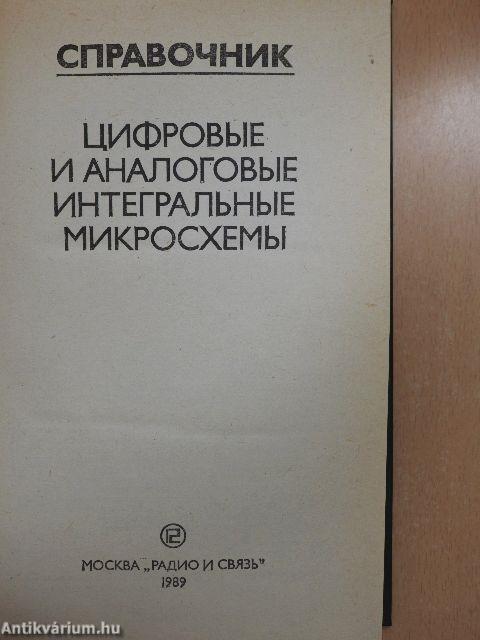 СПРАВОЧНИК
ЦИФРОВЫЕ
И АНАЛОГОВЫЕ
ИНТЕГРАЛЬНЫЕ
МИКРОСХЕМЫ
МОСКВА „РАДИО И СВЯЗЬ"
1989
Antikvárium.hu